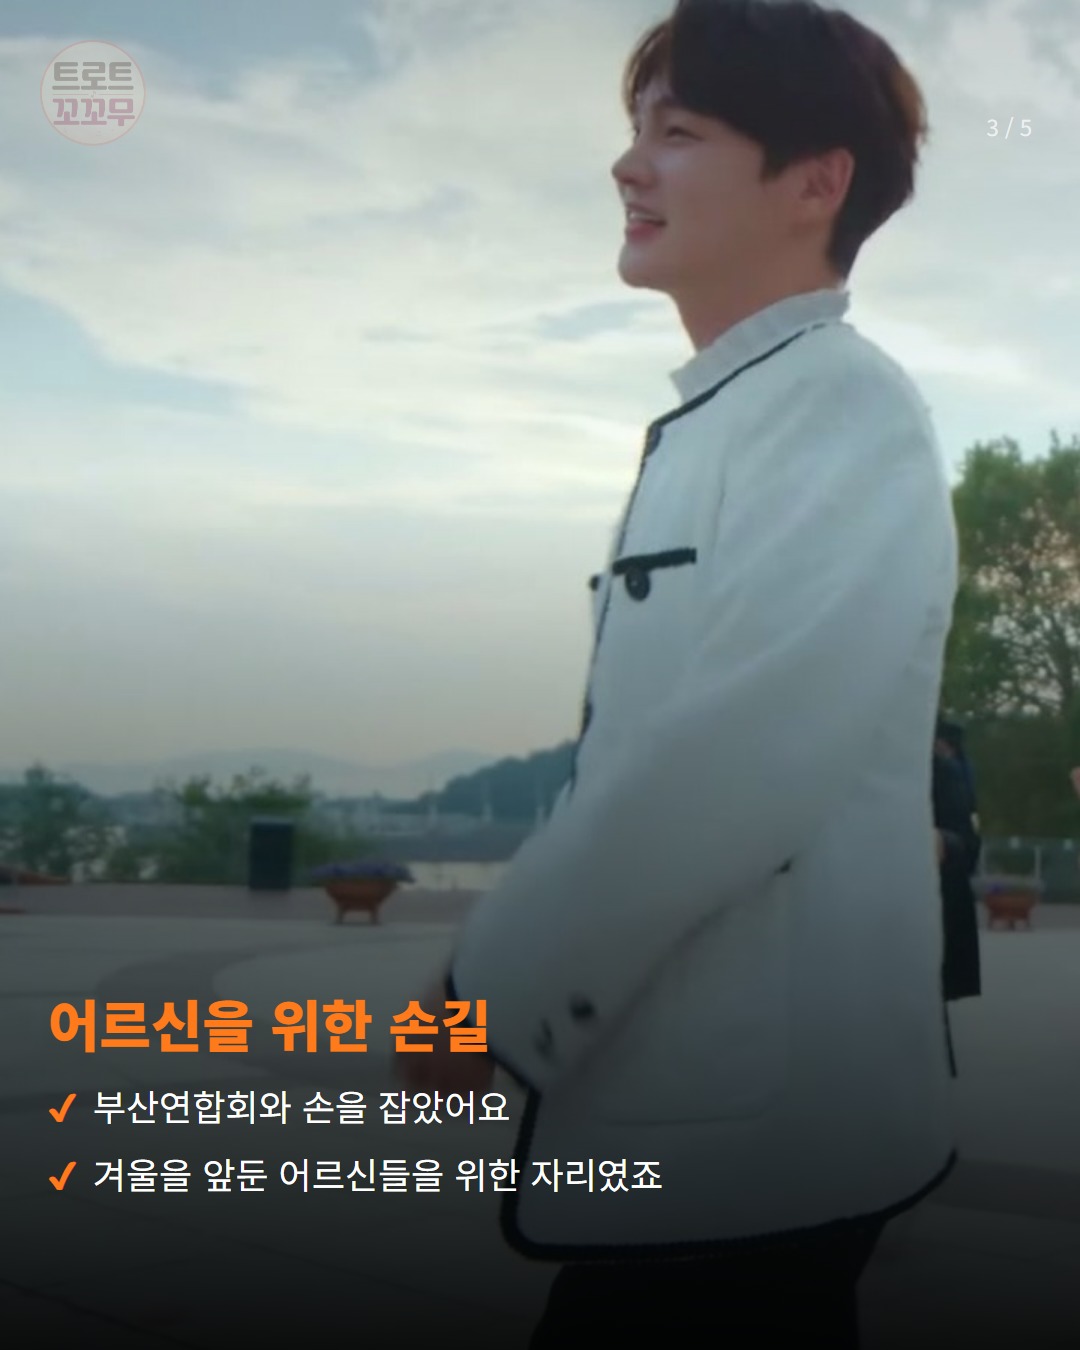 트로트
꼬꼬무
3 / 5
어르신을 위한 손길
✔ 부산연합회와 손을 잡았어요
✔ 겨울을 앞둔 어르신들을 위한 자리였죠